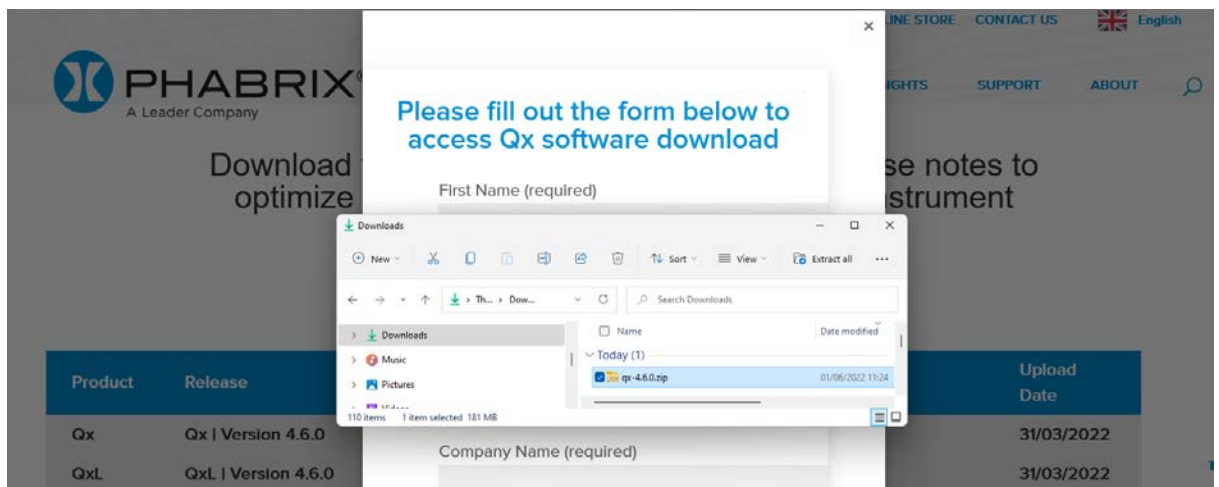 LINE STORE CONTACT US English
PHABRIX®
A Leader Company
IGHTS SUPPORT ABOUT
Please fill out the form below to
access Qx software download
Download
se notes to
optimize
strument
First Name (required)
Downloads
New Sort View Extract all ...
Th... Dow... Search Downloads
Downloads
Music
Pictures
Name Date modified
Today (1)
qx-4.6.0.zip 01/06/2022 11:24
110 items 1 item selected 181 MB
Product Release Upload
Date
Qx Qx | Version 4.6.0 31/03/2022
Company Name (required)
QxL QxL | Version 4.6.0 31/03/2022